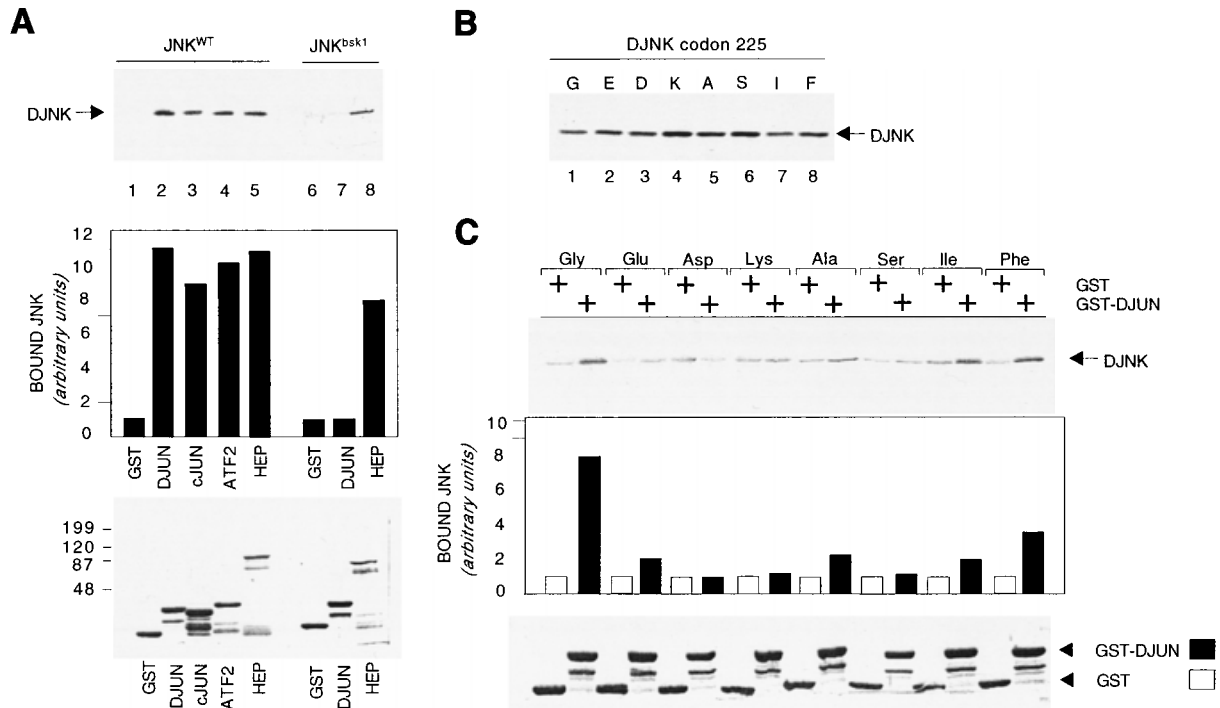 A
JNKWT JNKbsk1
DJNK
1 2 3 4 5 6 7 8
12
10
8
6
4
2
0
BOUND JNK
(arbitrary units)
GST DJUN cJUN ATF2 HEP GST DJUN HEP
199
120
87
48
GST DJUN cJUN ATF2 HEP GST DJUN HEP
B
DJNK codon 225
G E D K A S I F
DJNK
1 2 3 4 5 6 7 8
C
Gly Glu Asp Lys Ala Ser Ile Phe
+ + + + + + + + GST
+ + + + + + + + GST-DJUN
DJNK
10
8
6
4
2
0
BOUND JNK
(arbitrary units)
GST-DJUN
GST